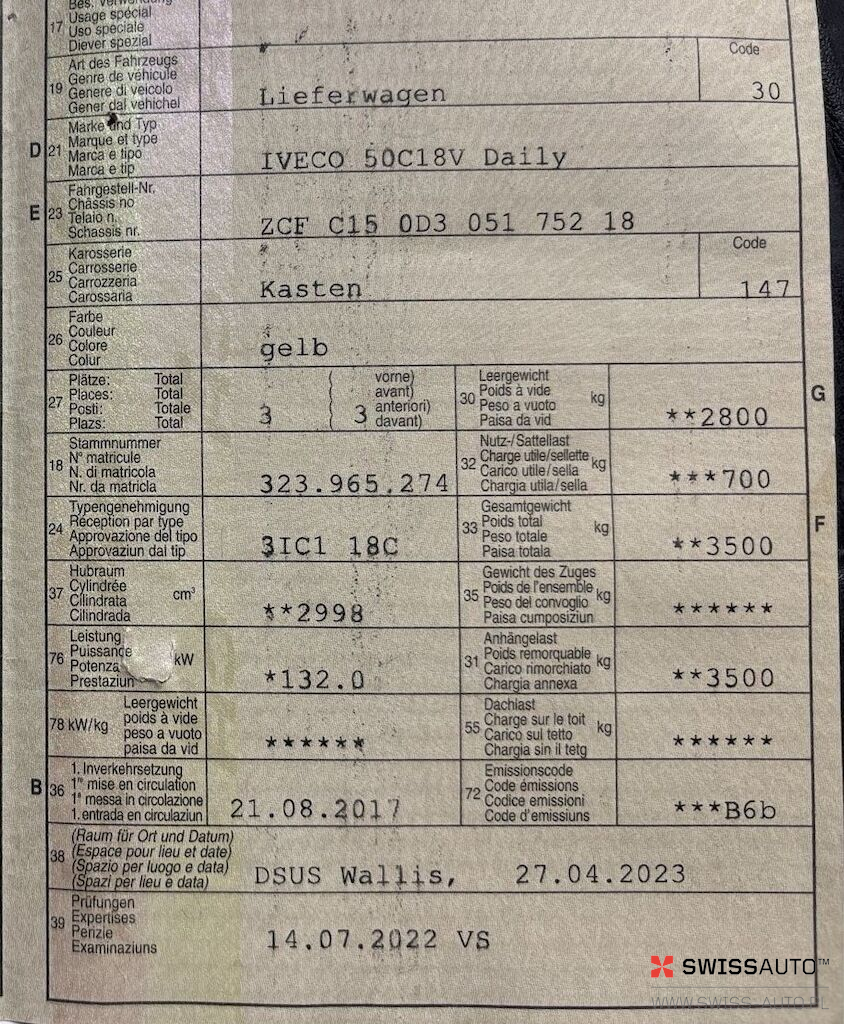 Bes. Verwendung
17 Usage spécial
Uso speciale
Diever spezial
19 Art des Fahrzeugs
Genre de véhicule
Genere di veicolo
Gener dal vehichel
Lieferwagen
Code
30
D 21 Marke und Typ
Marque et type
Marca e tipo
Marca e tip
IVECO 50C18V Daily
E 23 Fahrgestell-Nr.
Châssis no
Telaio n.
Schassis nr.
ZCF C15 0D3 051 752 18
25 Karosserie
Carrosserie
Carrozzeria
Carossaria
Kasten
Code
147
26 Farbe
Couleur
Colore
Colur
gelb
27 Plätze: Total
Places: Total
Posti: Totale
Plazs: Total
3
( vorne)
avant)
anteriori)
( 3 davant)
G 30 Leergewicht
Poids à vide
Peso a vuoto
Paisa da vid
kg
**2800
18 Stammnummer
N° matricule
N. di matricola
Nr. da matricla
323.965.274
32 Nutz-/Sattellast
Charge utile/sellette
Carico utile/sella
Chargia utila/sella
kg
***700
24 Typengenehmigung
Réception par type
Approvazione del tipo
Approvaziun dal tip
3IC1 18C
F 33 Gesamtgewicht
Poids total
Peso totale
Paisa totala
kg
**3500
37 Hubraum
Cylindrée
Cilindrata
Cilindrada
cm³
**2998
35 Gewicht des Zuges
Poids de l'ensemble
Peso del convoglio
Paisa cumposiziun
kg
******
76 Leistung
Puissance
Potenza
Prestaziun
kW
*132.0
31 Anhängelast
Poids remorquable
Carico rimorchiato
Chargia annexa
kg
**3500
78 kW/kg
Leergewicht
poids à vide
peso a vuoto
paisa da vid
******
55 Dachlast
Charge sur le toit
Carico sul tetto
Chargia sin il tetg
kg
******
B 36 1. Inverkehrsetzung
1re mise en circulation
1a messa in circolazione
1. entrada en circulaziun
21.08.2017
72 Emissionscode
Code émissions
Codice emissioni
Code d'emissiuns
***B6b
38 (Raum für Ort und Datum)
(Espace pour lieu et date)
(Spazio per luogo e data)
(Spazi per lieu e data)
DSUS Wallis, 27.04.2023
39 Prüfungen
Expertises
Perizie
Examinaziuns
14.07.2022 VS
SWISSAUTO™
WWW.SWISS-AUTO.PL